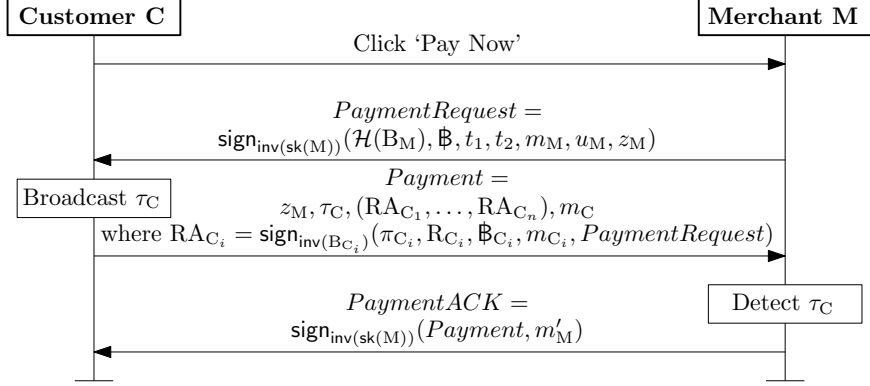 Customer C
Merchant M
Click ‘Pay Now’
PaymentRequest =
sign_inv(sk(M))(ℋ(B_M), ฿, t_1, t_2, m_M, u_M, z_M)
Broadcast τ_C
Payment =
z_M, τ_C, (RA_C_1, . . . , RA_C_n), m_C
where RA_C_i = sign_inv(B_C_i)(π_C_i, R_C_i, ฿_C_i, m_C_i, PaymentRequest)
Detect τ_C
PaymentACK =
sign_inv(sk(M))(Payment, m′_M)